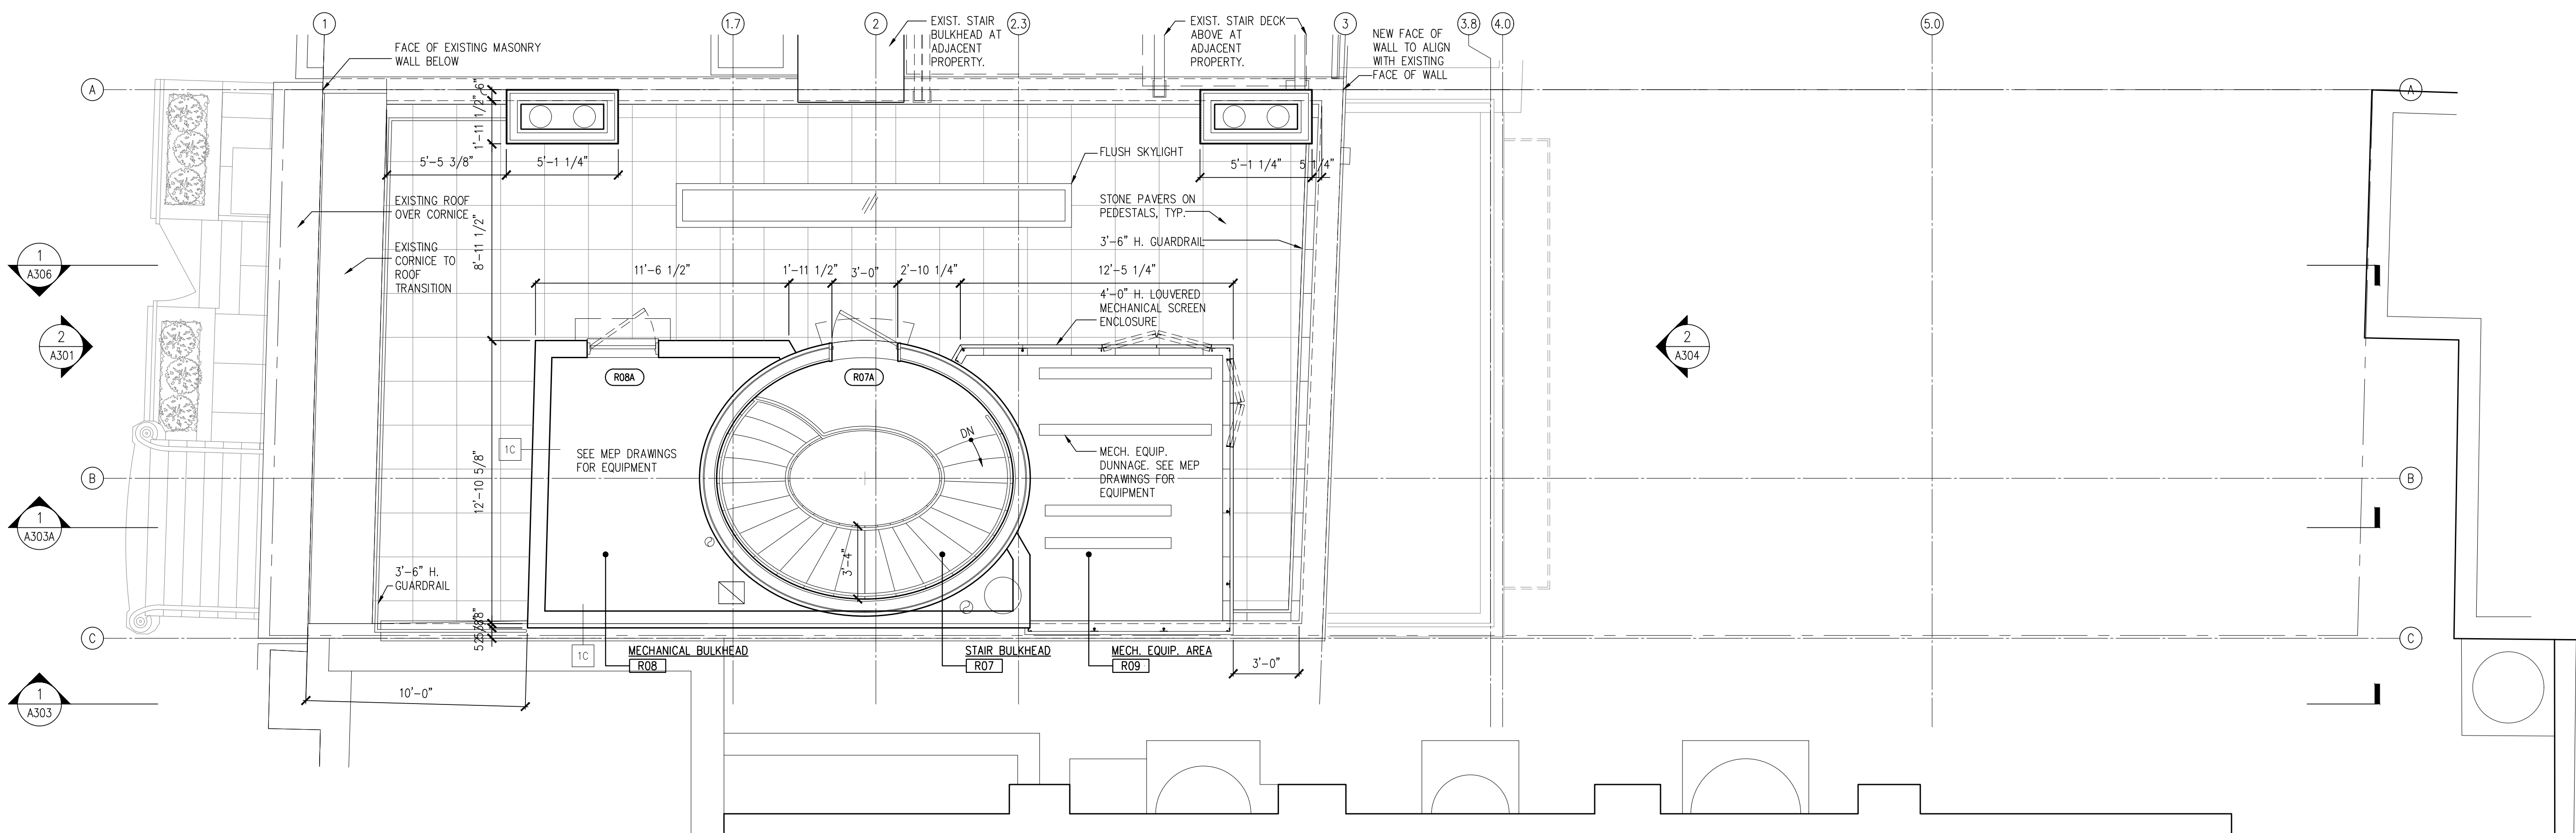 1
1.7
2
2.3
3
3.8
4.0
5.0
FACE OF EXISTING MASONRY
WALL BELOW
EXIST. STAIR
BULKHEAD AT
ADJACENT
PROPERTY.
EXIST. STAIR DECK
ABOVE AT
ADJACENT
PROPERTY.
NEW FACE OF
WALL TO ALIGN
WITH EXISTING
FACE OF WALL
A
A
6"
1'-11 1/2"
5'-5 3/8"
5'-1 1/4"
FLUSH SKYLIGHT
5'-1 1/4"
5 1/4"
EXISTING ROOF
OVER CORNICE
STONE PAVERS ON
PEDESTALS, TYP.
8'-11 1/2"
EXISTING
CORNICE TO
ROOF
TRANSITION
3'-6" H. GUARDRAIL
1
A306
11'-6 1/2"
1'-11 1/2"
3'-0"
2'-10 1/4"
12'-5 1/4"
4'-0" H. LOUVERED
MECHANICAL SCREEN
ENCLOSURE
2
A301
2
A304
R08A
R07A
DN
1C
SEE MEP DRAWINGS
FOR EQUIPMENT
MECH. EQUIP.
DUNNAGE. SEE MEP
DRAWINGS FOR
EQUIPMENT
B
B
12'-10 5/8"
1
A303A
3'-4"
3'-6" H.
GUARDRAIL
C
C
1C
MECHANICAL BULKHEAD
R08
STAIR BULKHEAD
R07
MECH. EQUIP. AREA
R09
3'-0"
10'-0"
1
A303